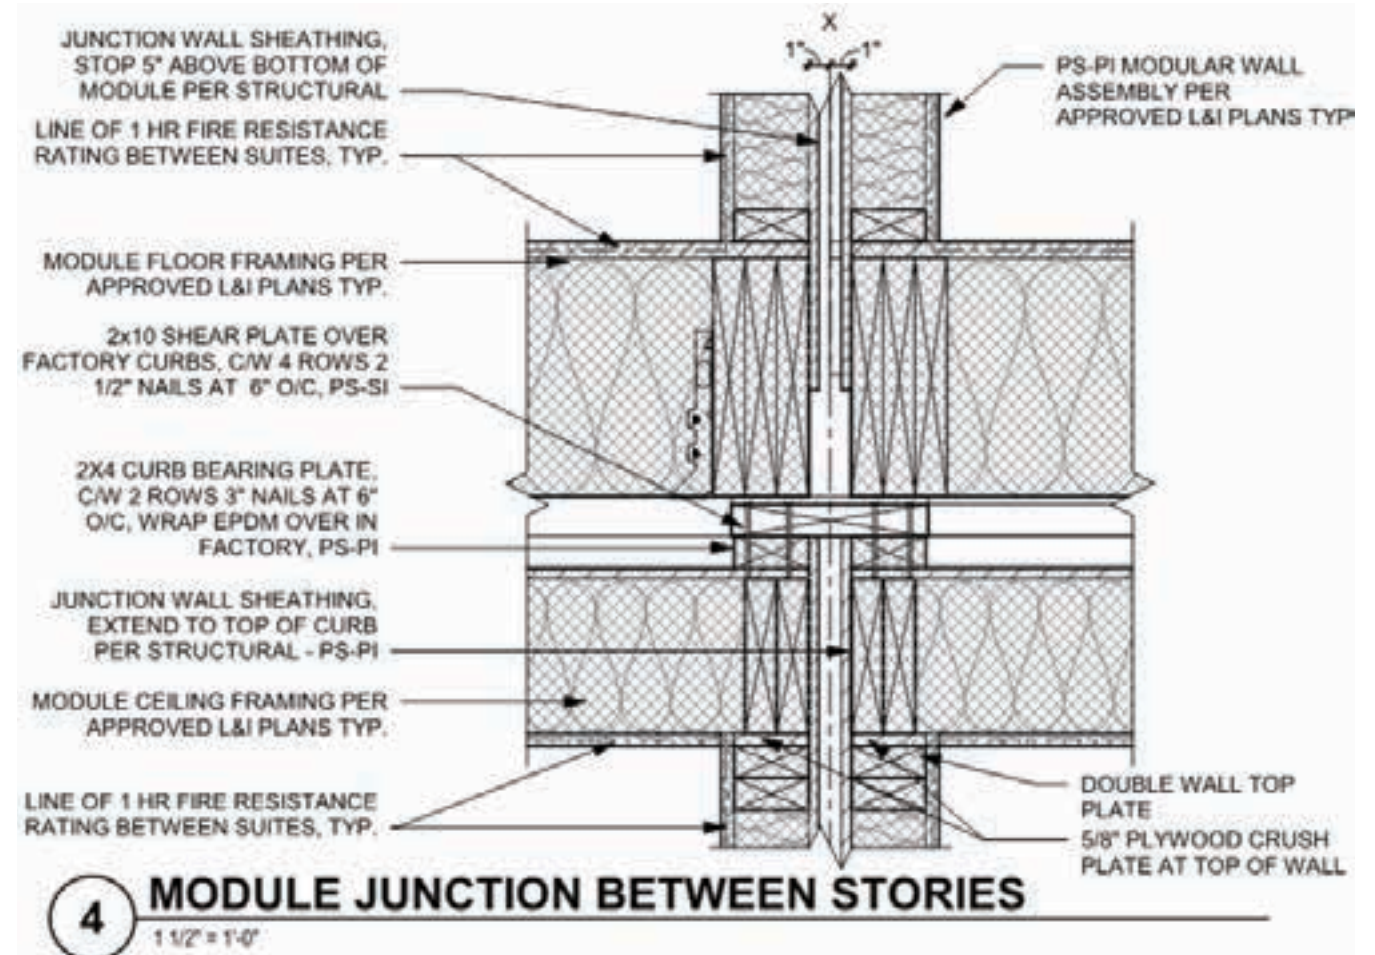 JUNCTION WALL SHEATHING,
STOP 5" ABOVE BOTTOM OF
MODULE PER STRUCTURAL
LINE OF 1 HR FIRE RESISTANCE
RATING BETWEEN SUITES, TYP.
MODULE FLOOR FRAMING PER
APPROVED L&I PLANS TYP.
2x10 SHEAR PLATE OVER
FACTORY CURBS, C/W 4 ROWS 2
1/2" NAILS AT 6" O/C, PS-SI
2X4 CURB BEARING PLATE,
C/W 2 ROWS 3" NAILS AT 6"
O/C, WRAP EPDM OVER IN
FACTORY, PS-PI
JUNCTION WALL SHEATHING,
EXTEND TO TOP OF CURB
PER STRUCTURAL - PS-PI
MODULE CEILING FRAMING PER
APPROVED L&I PLANS TYP.
LINE OF 1 HR FIRE RESISTANCE
RATING BETWEEN SUITES, TYP.
X
1" 1"
PS-PI MODULAR WALL
ASSEMBLY PER
APPROVED L&I PLANS TYP
DOUBLE WALL TOP
PLATE
5/8" PLYWOOD CRUSH
PLATE AT TOP OF WALL
4 MODULE JUNCTION BETWEEN STORIES
1 1/2" = 1'-0"